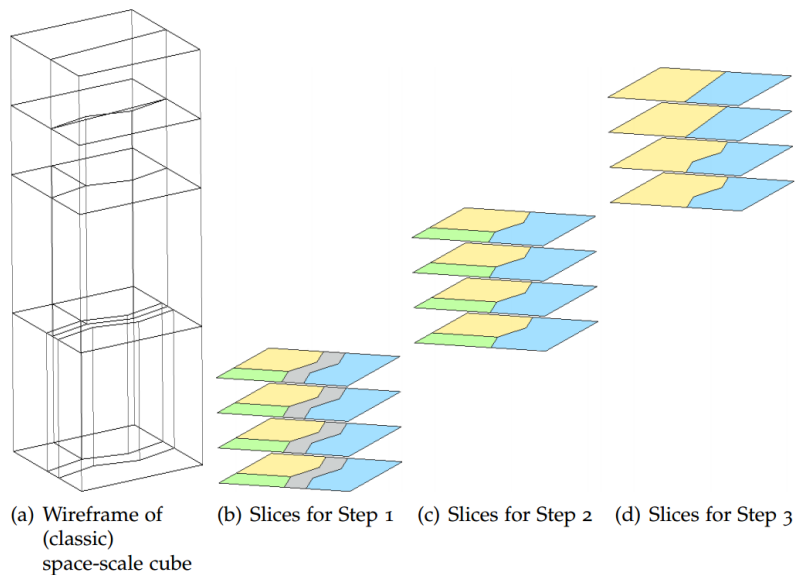 (a) Wireframe of
(classic)
space-scale cube
(b) Slices for Step 1
(c) Slices for Step 2
(d) Slices for Step 3